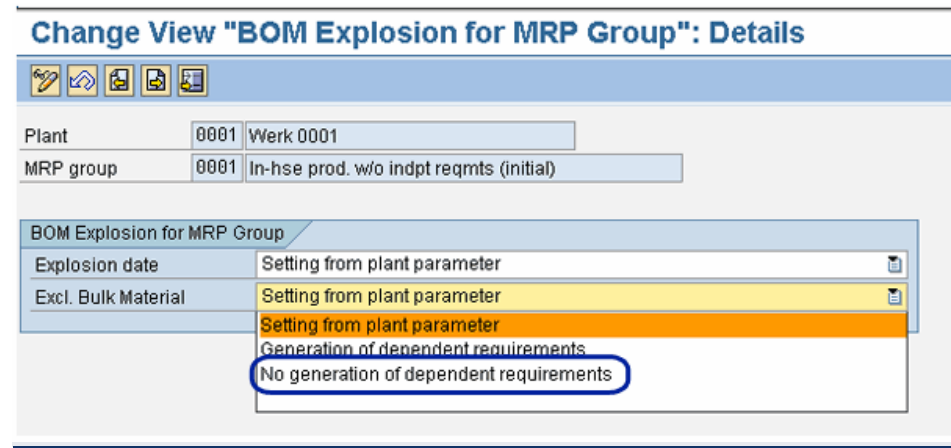 Change View "BOM Explosion for MRP Group": Details
Plant 0001 Werk 0001
MRP group 0001 In-hse prod. w/o indpt reqmts (initial)
BOM Explosion for MRP Group
Explosion date Setting from plant parameter
Excl. Bulk Material Setting from plant parameter
Setting from plant parameter
Generation of dependent requirements
No generation of dependent requirements